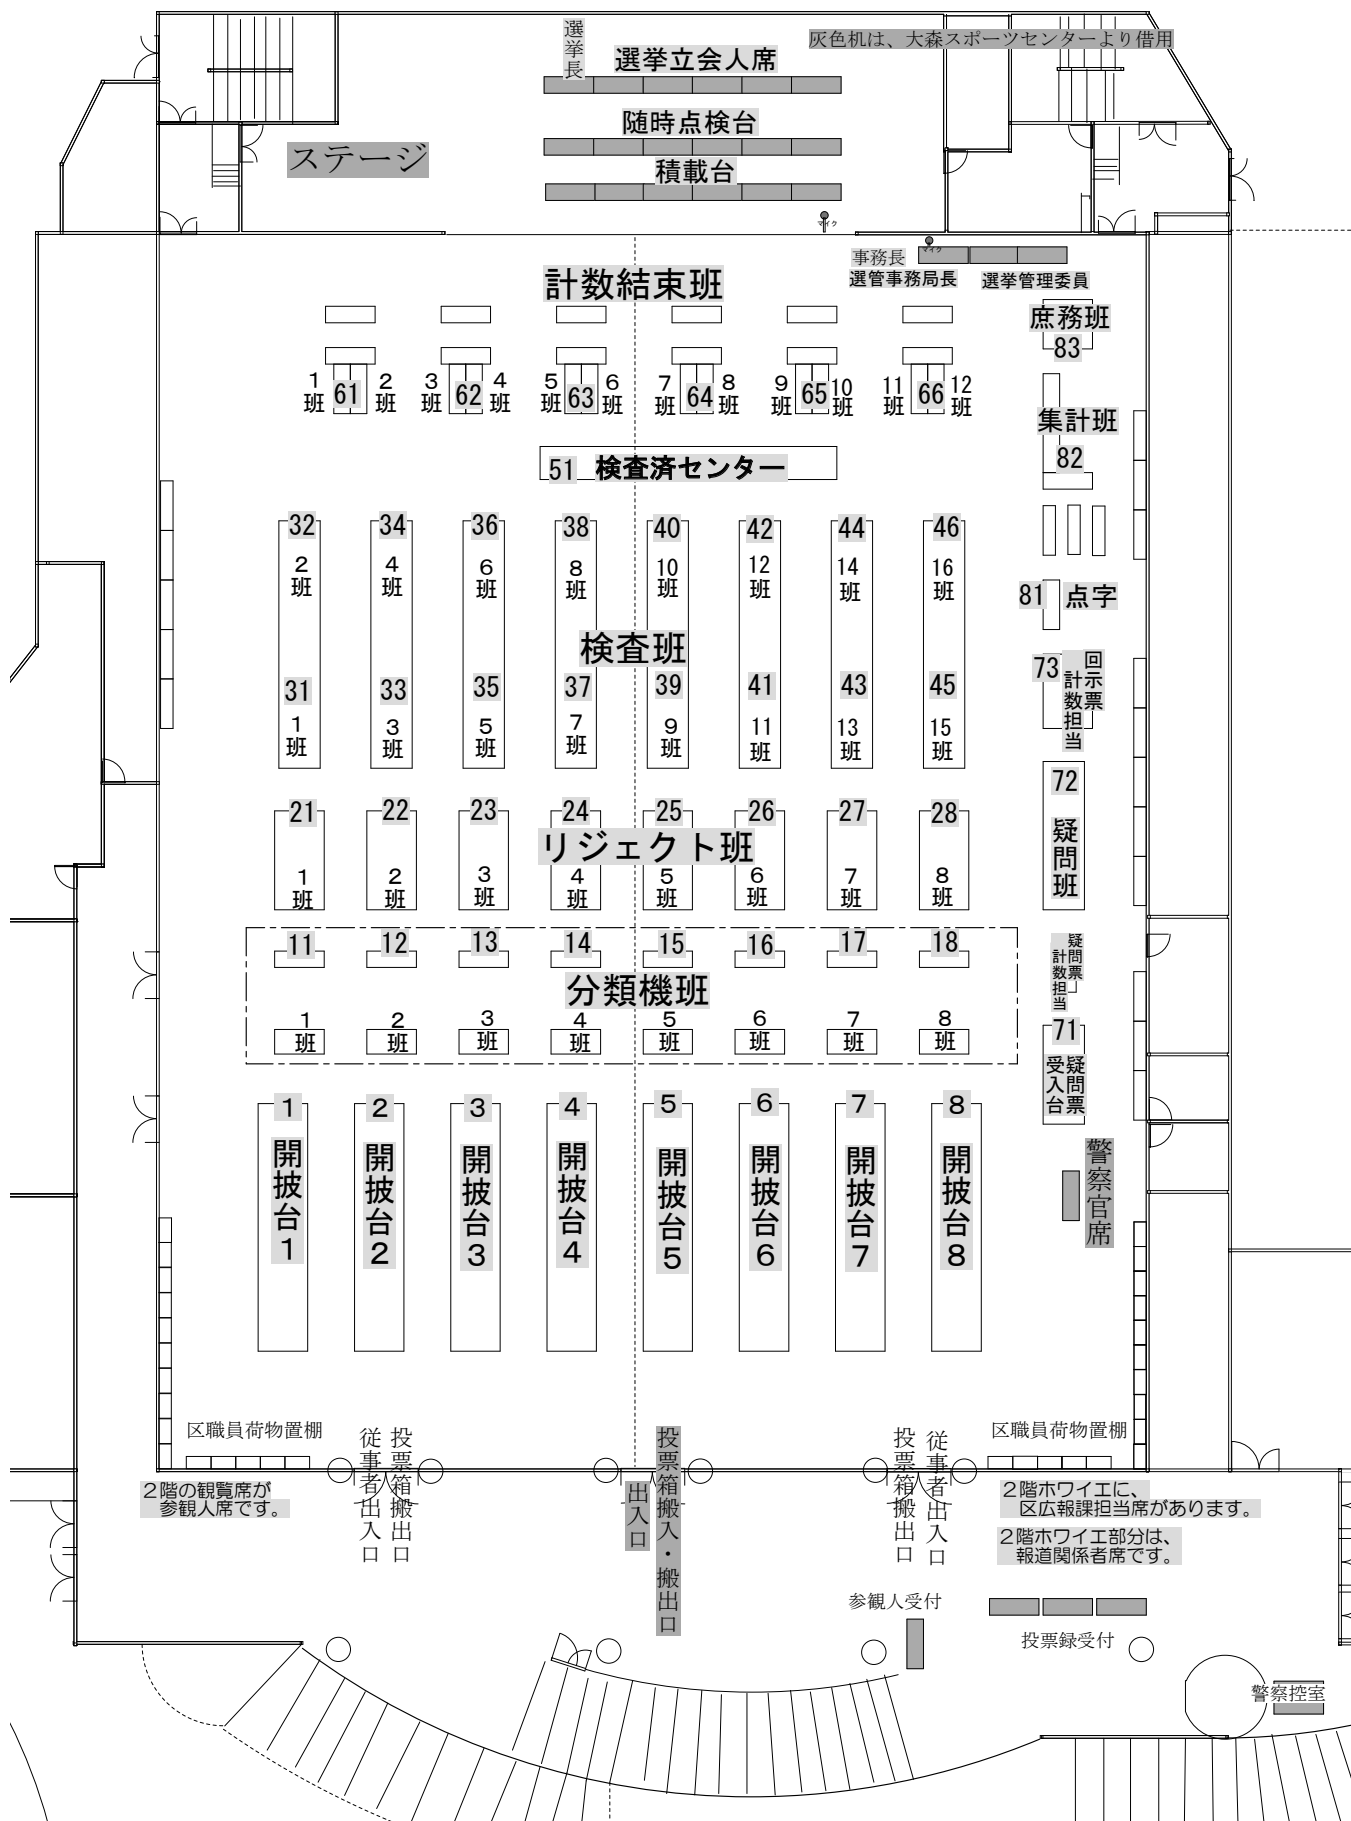 選挙長
選挙立会人席
灰色机は、大森スポーツセンターより借用
随時点検台
ステージ
積載台
マイク
マイク
事務長
選管事務局長
選挙管理委員
計数結束班
庶務班
83
1班 61 2班
3班 62 4班
5班 63 6班
7班 64 8班
9班 65 10班
11班 66 12班
集計班
82
51 検査済センター
32 34 36 38 40 42 44 46
2班 4班 6班 8班 10班 12班 14班 16班
81 点字
検査班
31 33 35 37 39 41 43 45
1班 3班 5班 7班 9班 11班 13班 15班
73
回示票
計数担当
72
疑問班
21 22 23 24 25 26 27 28
リジェクト班
1班 2班 3班 4班 5班 6班 7班 8班
11 12 13 14 15 16 17 18
分類機班
1班 2班 3班 4班 5班 6班 7班 8班
疑問票」
計数担当
71
疑問票
受入台
1 2 3 4 5 6 7 8
開披台1
開披台2
開披台3
開披台4
開披台5
開披台6
開披台7
開披台8
警察官席
区職員荷物置棚
従事者出入口
投票箱搬出口
出入口
投票箱搬入・搬出口
投票箱搬出口
従事者出入口
区職員荷物置棚
2階の観覧席が
参観人席です。
2階ホワイエに、
区広報課担当席があります。
2階ホワイエ部分は、
報道関係者席です。
参観人受付
投票録受付
警察控室